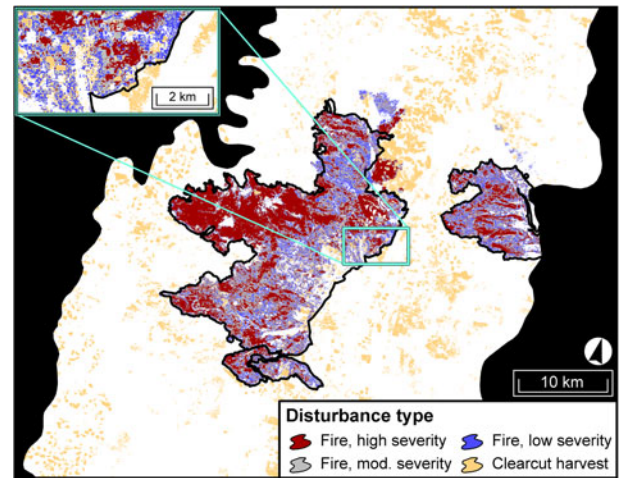 2 km
10 km
Disturbance type
Fire, high severity
Fire, low severity
Fire, mod. severity
Clearcut harvest